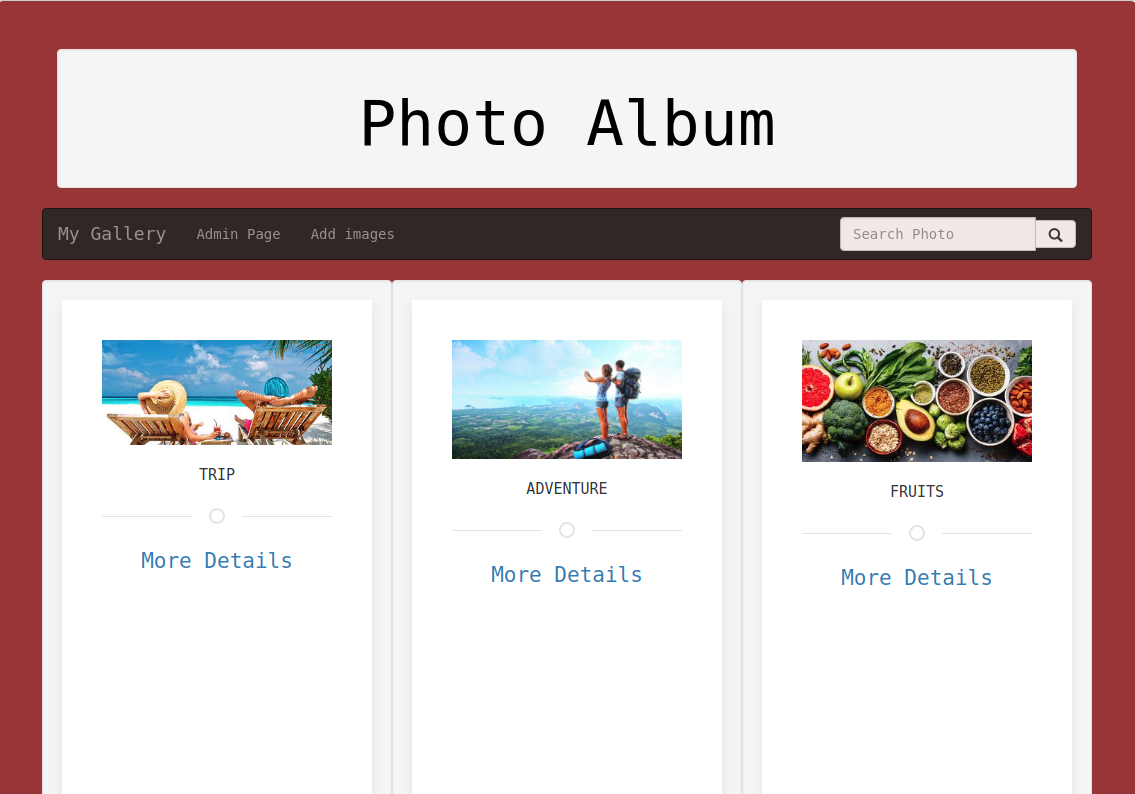 Photo Album
My Gallery Admin Page Add images Search Photo
TRIP
More Details
ADVENTURE
More Details
FRUITS
More Details